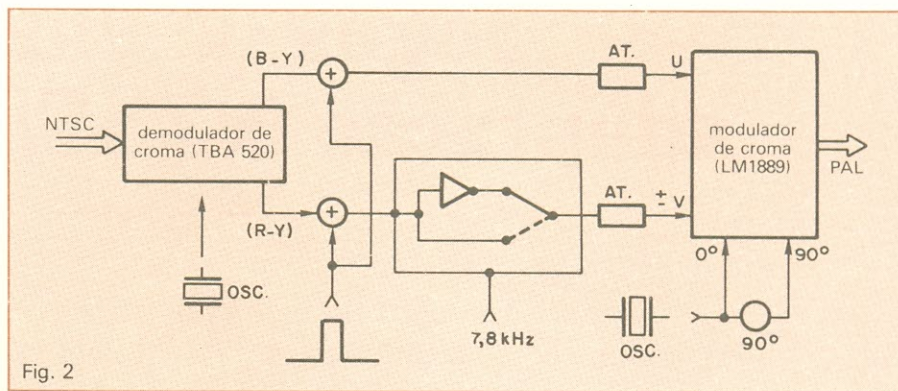 (B-Y)
AT.
U
NTSC
demodulador de
croma (TBA 520)
modulador
de croma
(LM1889)
PAL
(R-Y)
AT.
± V
0° 90°
OSC.
7,8 kHz
OSC.
90°
Fig. 2